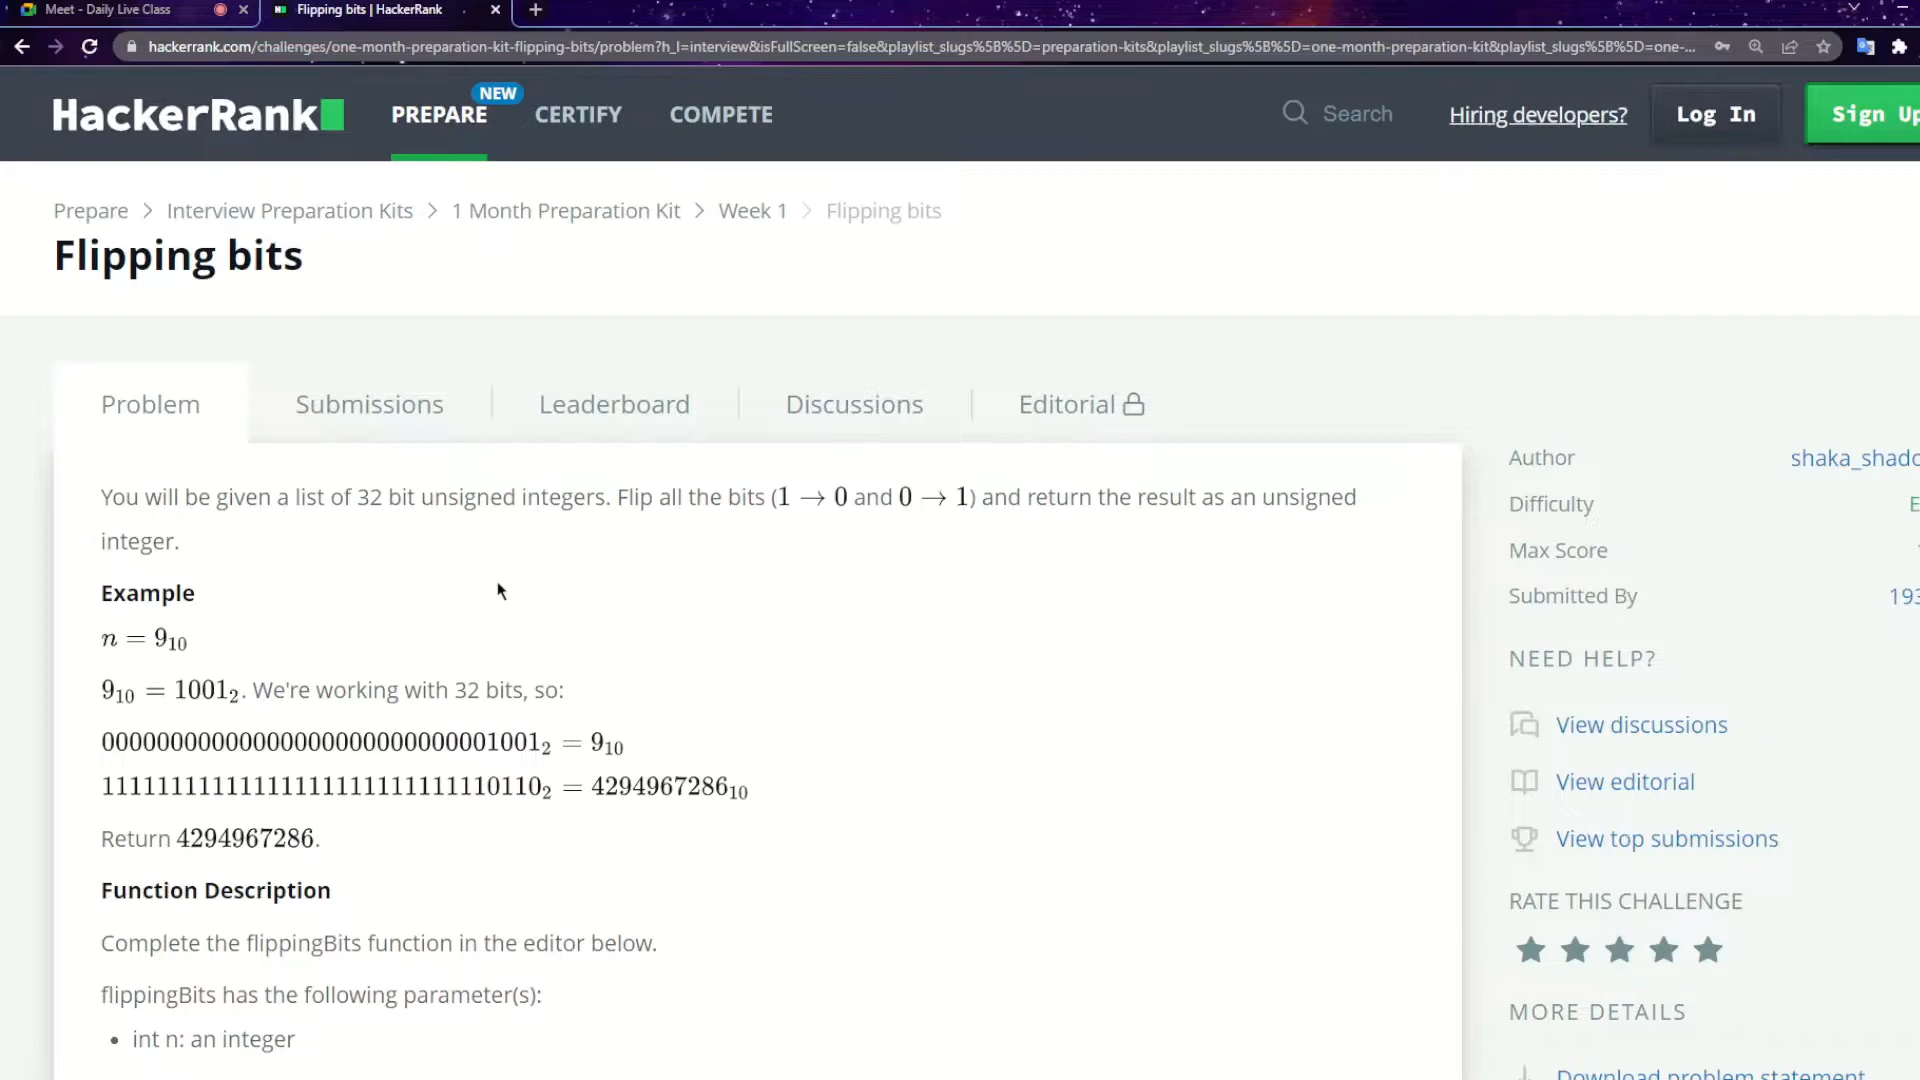 Meet - Daily Live Class
Flipping bits | HackerRank
hackerrank.com/challenges/one-month-preparation-kit-flipping-bits/problem?h_l=interview&isFullScreen=false&playlist_slugs%5B%5D=preparation-kits&playlist_slugs%5B%5D=one-month-preparation-kit&playlist_slugs%5B%5D=one-...
HackerRank
PREPARE
NEW
CERTIFY
COMPETE
Search
Hiring developers?
Log In
Sign Up
Prepare > Interview Preparation Kits > 1 Month Preparation Kit > Week 1 > Flipping bits
Flipping bits
Problem
Submissions
Leaderboard
Discussions
Editorial
You will be given a list of 32 bit unsigned integers. Flip all the bits (1 → 0 and 0 → 1) and return the result as an unsigned
integer.
Example
n = 9₁₀
9₁₀ = 1001₂. We're working with 32 bits, so:
00000000000000000000000000001001₂ = 9₁₀
11111111111111111111111111110110₂ = 4294967286₁₀
Return 4294967286.
Function Description
Complete the flippingBits function in the editor below.
flippingBits has the following parameter(s):
• int n: an integer
Author
shaka_shado
Difficulty
E
Max Score
Submitted By
193
NEED HELP?
View discussions
View editorial
View top submissions
RATE THIS CHALLENGE
MORE DETAILS
Download problem statement